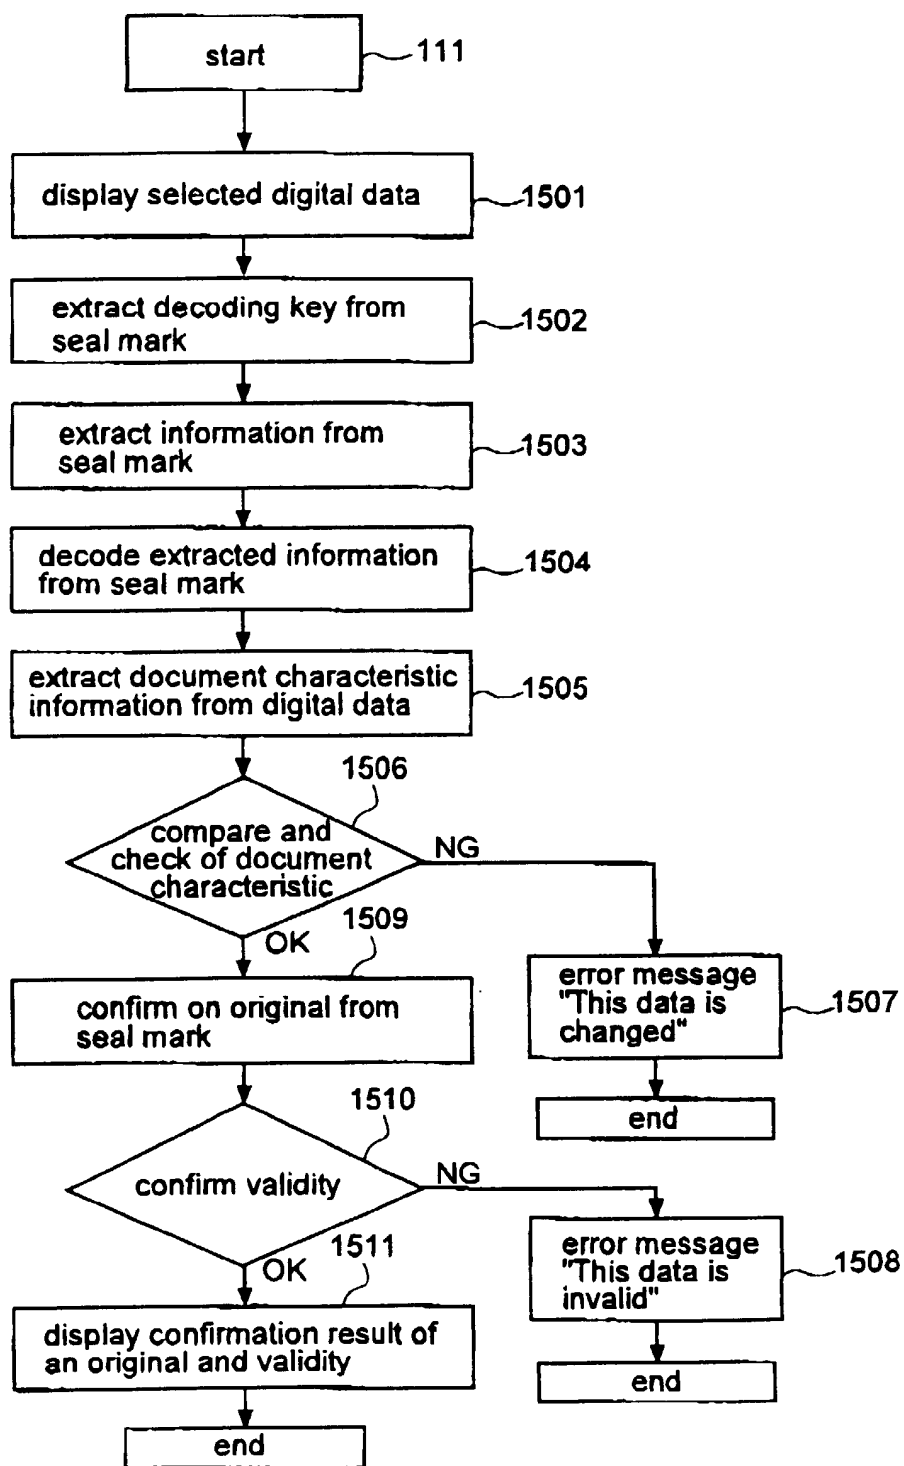 start
111
display selected digital data
1501
extract decoding key from
seal mark
1502
extract information from
seal mark
1503
decode extracted information
from seal mark
1504
extract document characteristic
information from digital data
1505
1506
compare and
check of document
characteristic
NG
OK
1509
confirm on original from
seal mark
error message
"This data is
changed"
1507
end
1510
confirm validity
NG
OK
1511
error message
"This data is
invalid"
1508
end
display confirmation result of
an original and validity
end